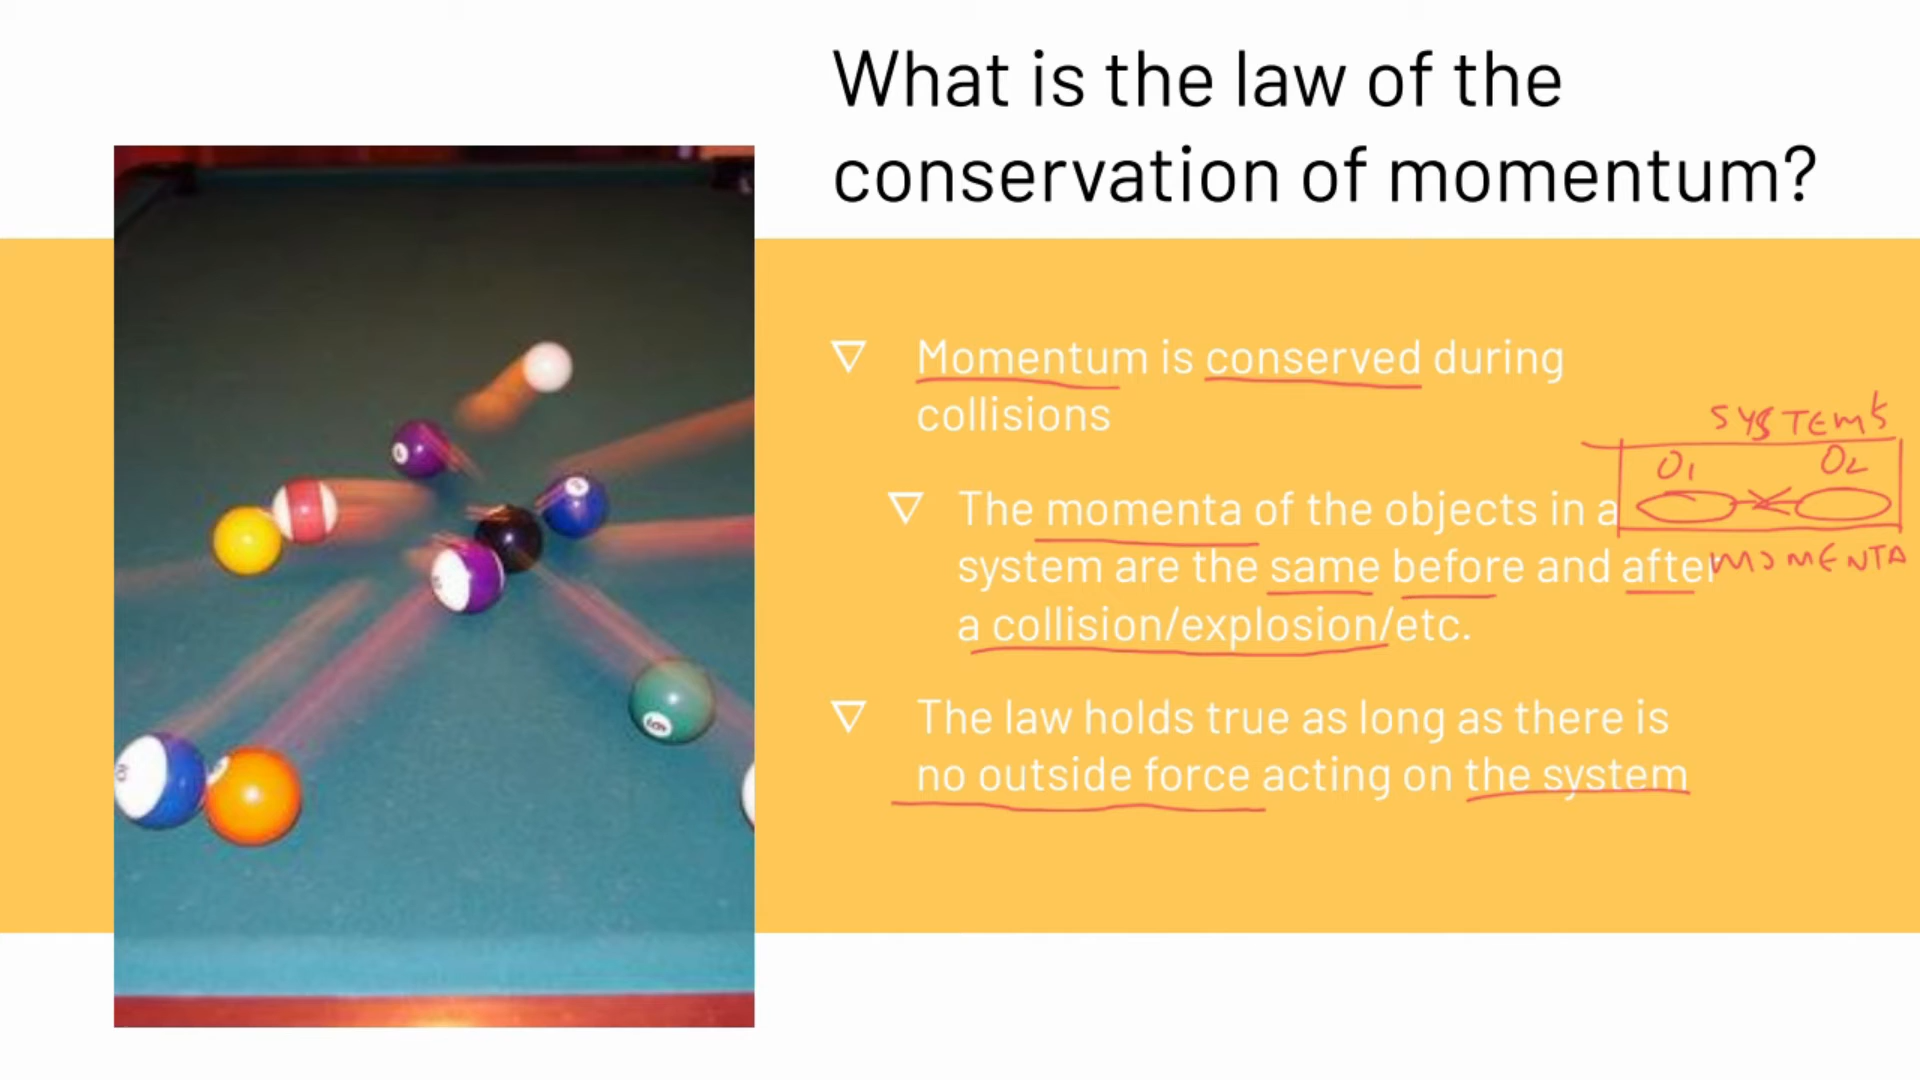 What is the law of the
conservation of momentum?
Momentum is conserved during
collisions
SYSTEMS
O1 O2
The momenta of the objects in a
system are the same before and after
MOMENTA
a collision/explosion/etc.
The law holds true as long as there is
no outside force acting on the system